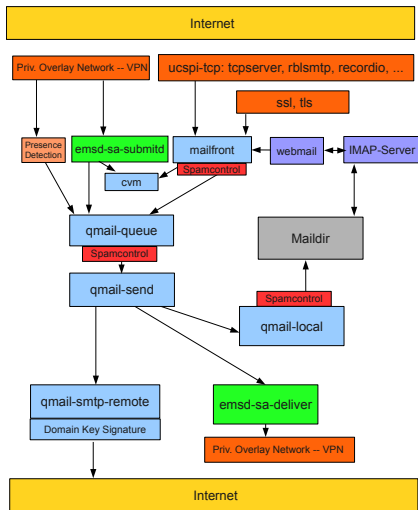 Internet
Priv. Overlay Network -- VPN
ucspi-tcp: tcpserver, rblsmtp, recordio, ...
ssl, tls
Presence
Detection
emsd-sa-submitd
mailfront
webmail
IMAP-Server
Spamcontrol
cvm
qmail-queue
Maildir
Spamcontrol
qmail-send
Spamcontrol
qmail-local
qmail-smtp-remote
emsd-sa-deliver
Domain Key Signature
Priv. Overlay Network -- VPN
Internet